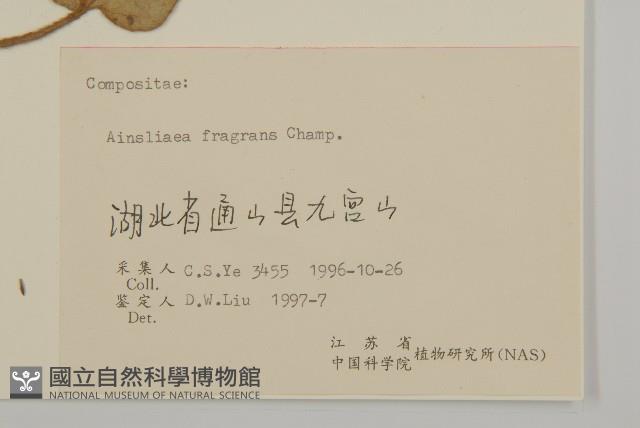 Compositae:
Ainsliaea fragrans Champ.
湖北省通山县九宫山
采集人 C.S.Ye 3455 1996-10-26
Coll.
鉴定人 D.W.Liu 1997-7
Det.
江苏省
中国科学院 植物研究所(NAS)
國立自然科學博物館
NATIONAL MUSEUM OF NATURAL SCIENCE